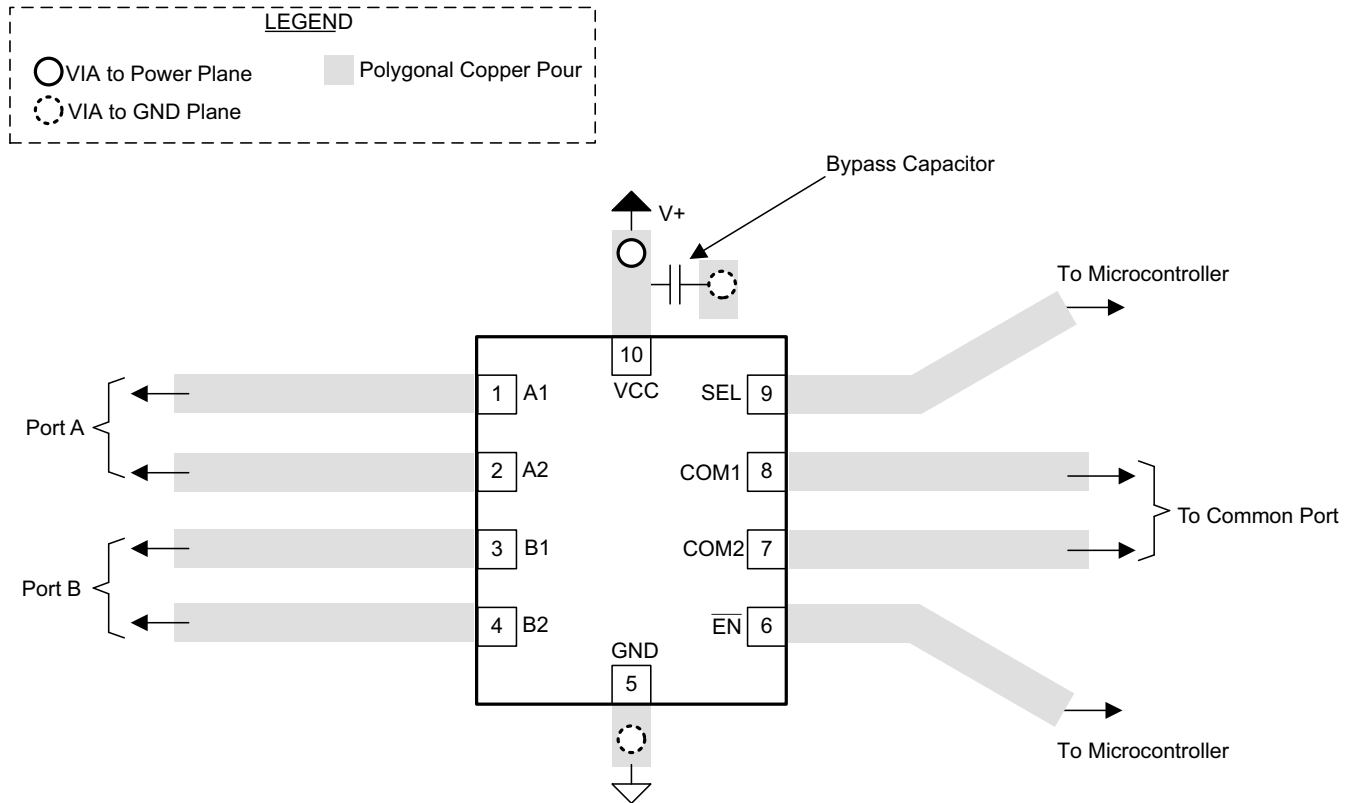 LEGEND
VIA to Power Plane
Polygonal Copper Pour
VIA to GND Plane
Bypass Capacitor
V+
To Microcontroller
10
VCC
1 A1
SEL 9
Port A
2 A2
COM1 8
To Common Port
3 B1
COM2 7
Port B
4 B2
EN 6
GND
5
To Microcontroller